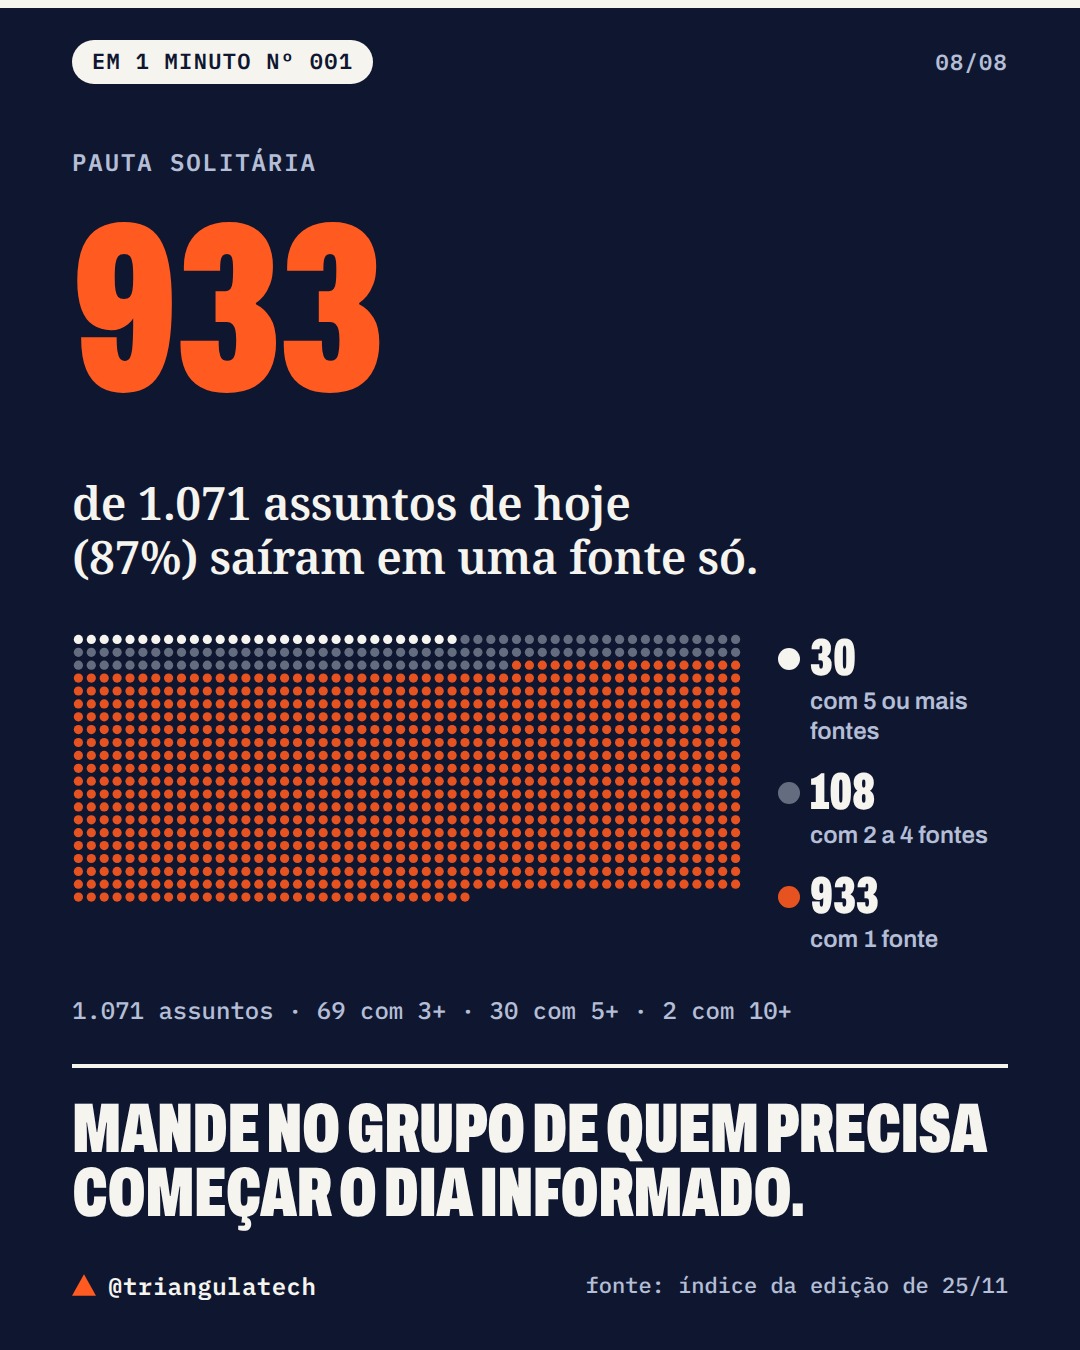 EM 1 MINUTO Nº 001
08/08
PAUTA SOLITÁRIA
933
de 1.071 assuntos de hoje
(87%) saíram em uma fonte só.
30
com 5 ou mais
fontes
108
com 2 a 4 fontes
933
com 1 fonte
1.071 assuntos · 69 com 3+ · 30 com 5+ · 2 com 10+
MANDE NO GRUPO DE QUEM PRECISA
COMEÇAR O DIA INFORMADO.
@triangulatech
fonte: índice da edição de 25/11